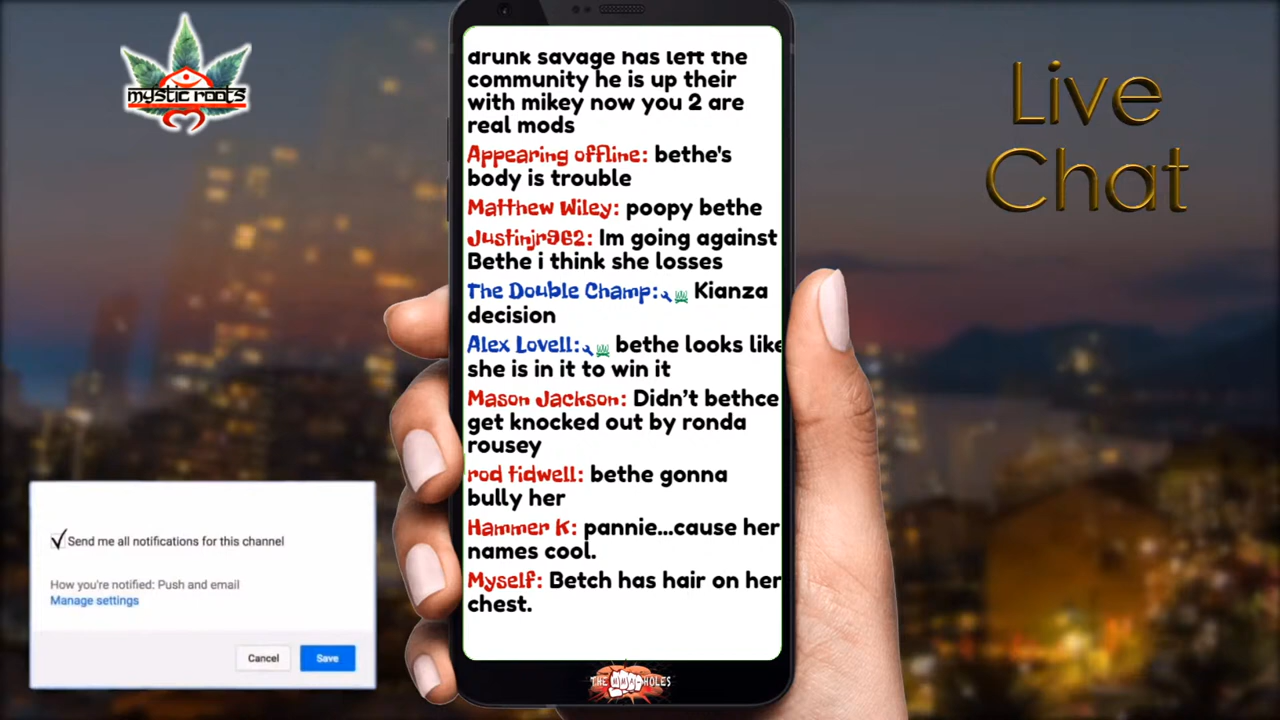 mystic roots
Live
Chat
drunk savage has left the
community he is up their
with mikey now you 2 are
real mods
Appearing offline: bethe's
body is trouble
Matthew Wiley: poopy bethe
Justinjr962: Im going against
Bethe i think she losses
The Double Champ: Kianza
decision
Alex Lovell: bethe looks like
she is in it to win it
Mason Jackson: Didn't bethce
get knocked out by ronda
rousey
rod tidwell: bethe gonna
bully her
Hammer K: pannie...cause her
names cool.
Myself: Betch has hair on her
chest.
Send me all notifications for this channel
How you're notified: Push and email
Manage settings
Cancel Save
THE MMA-HOLES